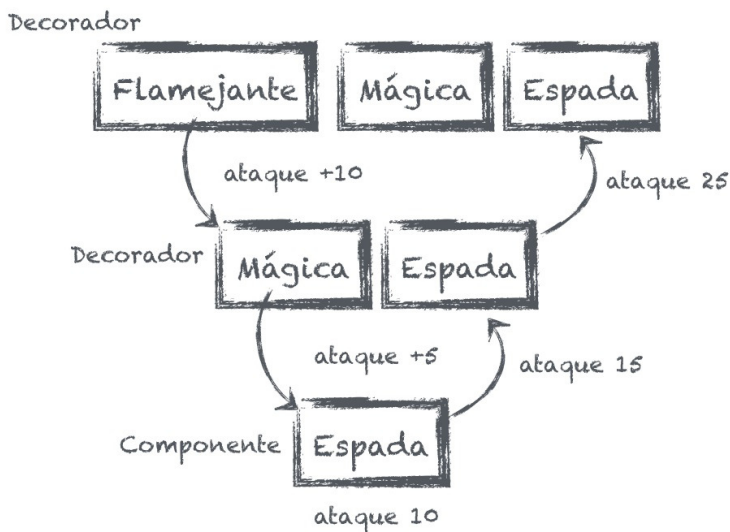 Decorador
Flamejante Mágica Espada
ataque +10
ataque 25
Decorador
Mágica Espada
ataque +5
ataque 15
Componente
Espada
ataque 10